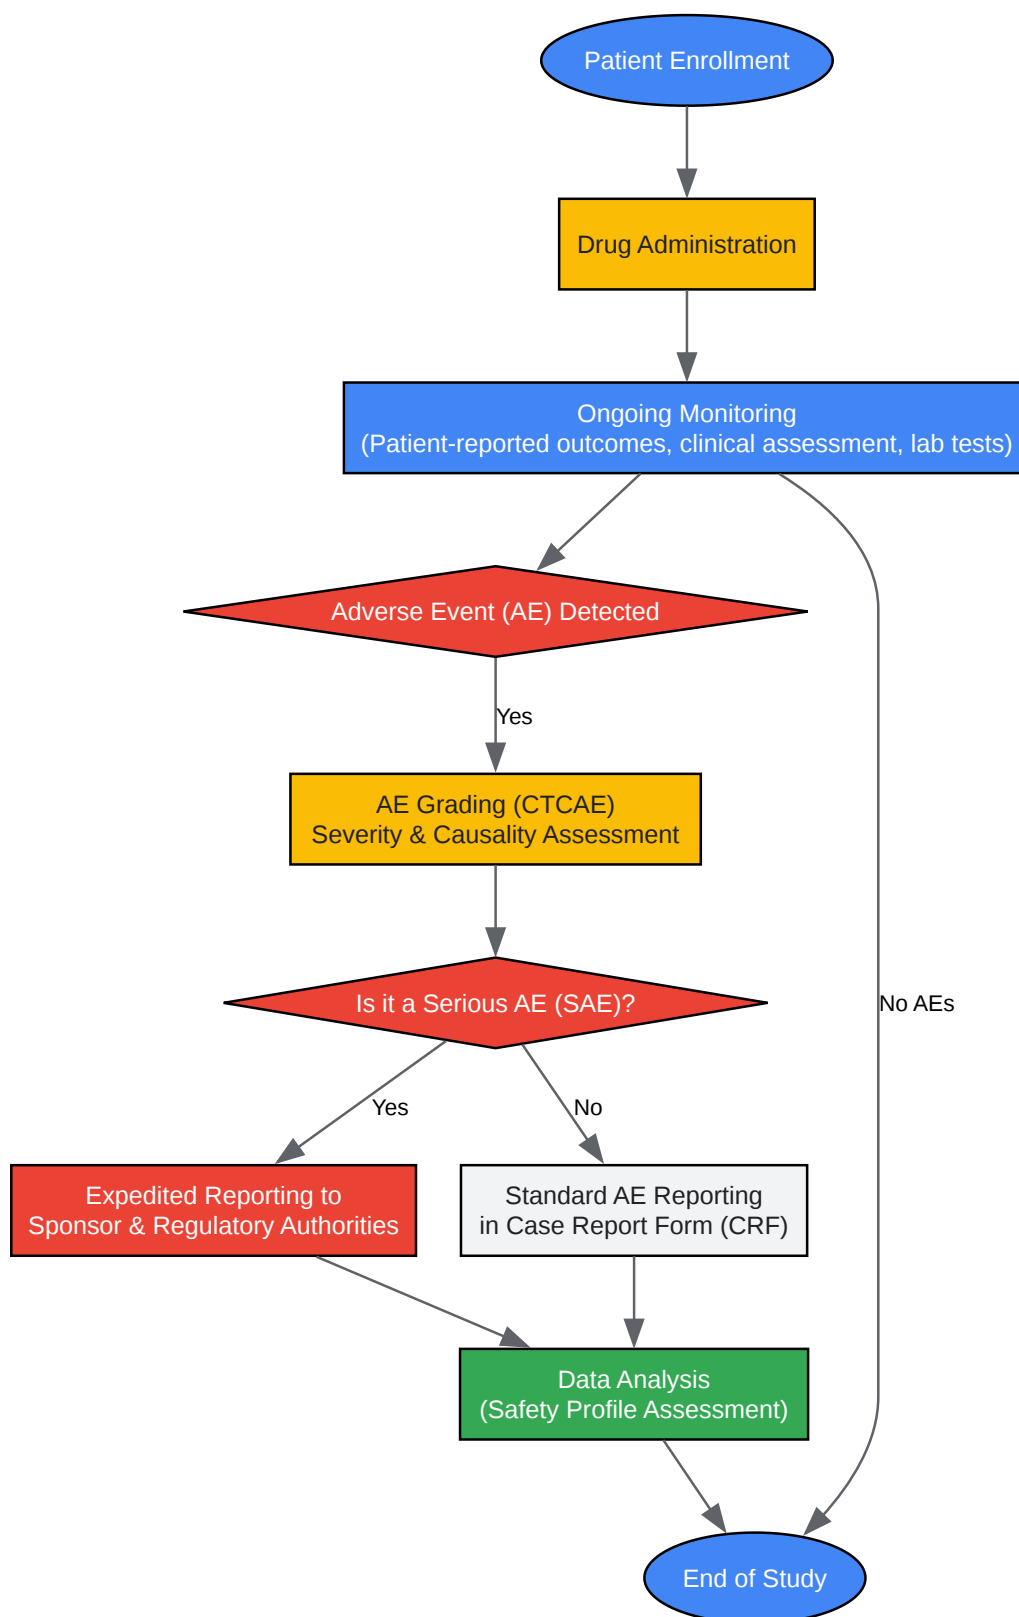 Patient Enrollment
Drug Administration
Ongoing Monitoring
(Patient-reported outcomes, clinical assessment, lab tests)
Adverse Event (AE) Detected
Yes
AE Grading (CTCAE)
Severity & Causality Assessment
Is it a Serious AE (SAE)?
No AEs
Yes
No
Expedited Reporting to
Sponsor & Regulatory Authorities
Standard AE Reporting
in Case Report Form (CRF)
Data Analysis
(Safety Profile Assessment)
End of Study